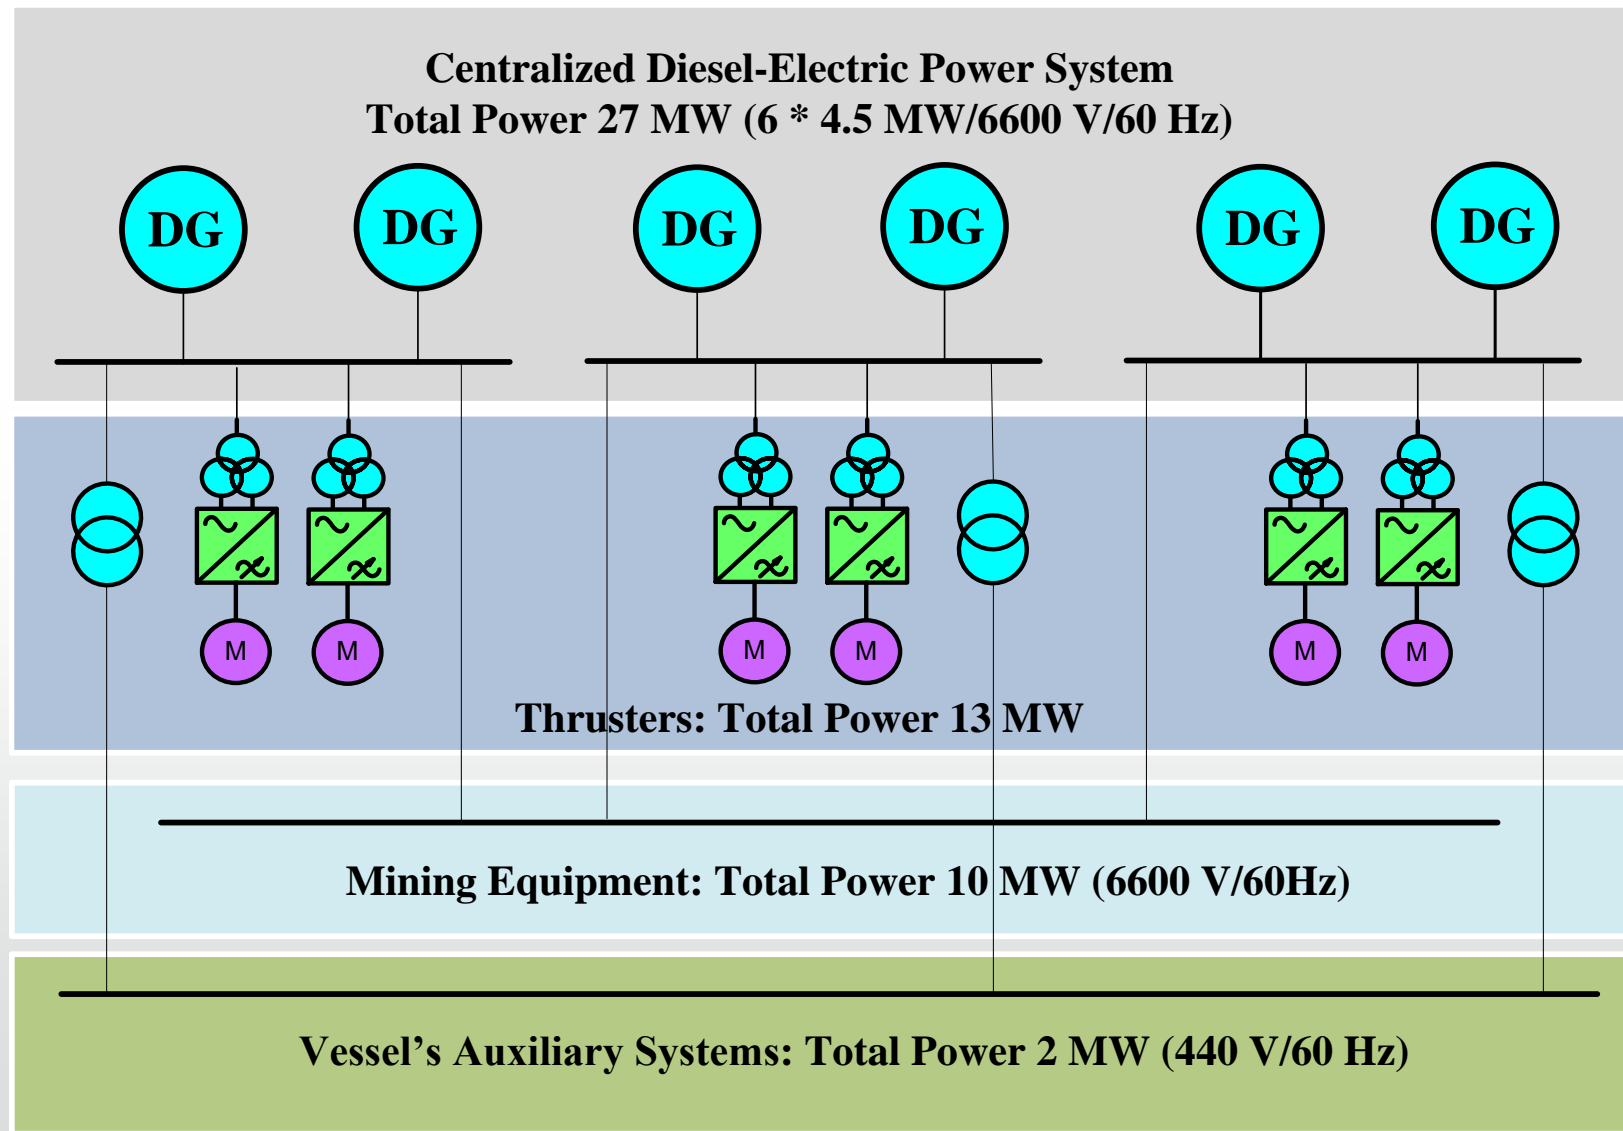 Centralized Diesel-Electric Power System
Total Power 27 MW (6 * 4.5 MW/6600 V/60 Hz)
DG DG DG DG DG DG
M M M M M M
Thrusters: Total Power 13 MW
Mining Equipment: Total Power 10 MW (6600 V/60Hz)
Vessel’s Auxiliary Systems: Total Power 2 MW (440 V/60 Hz)